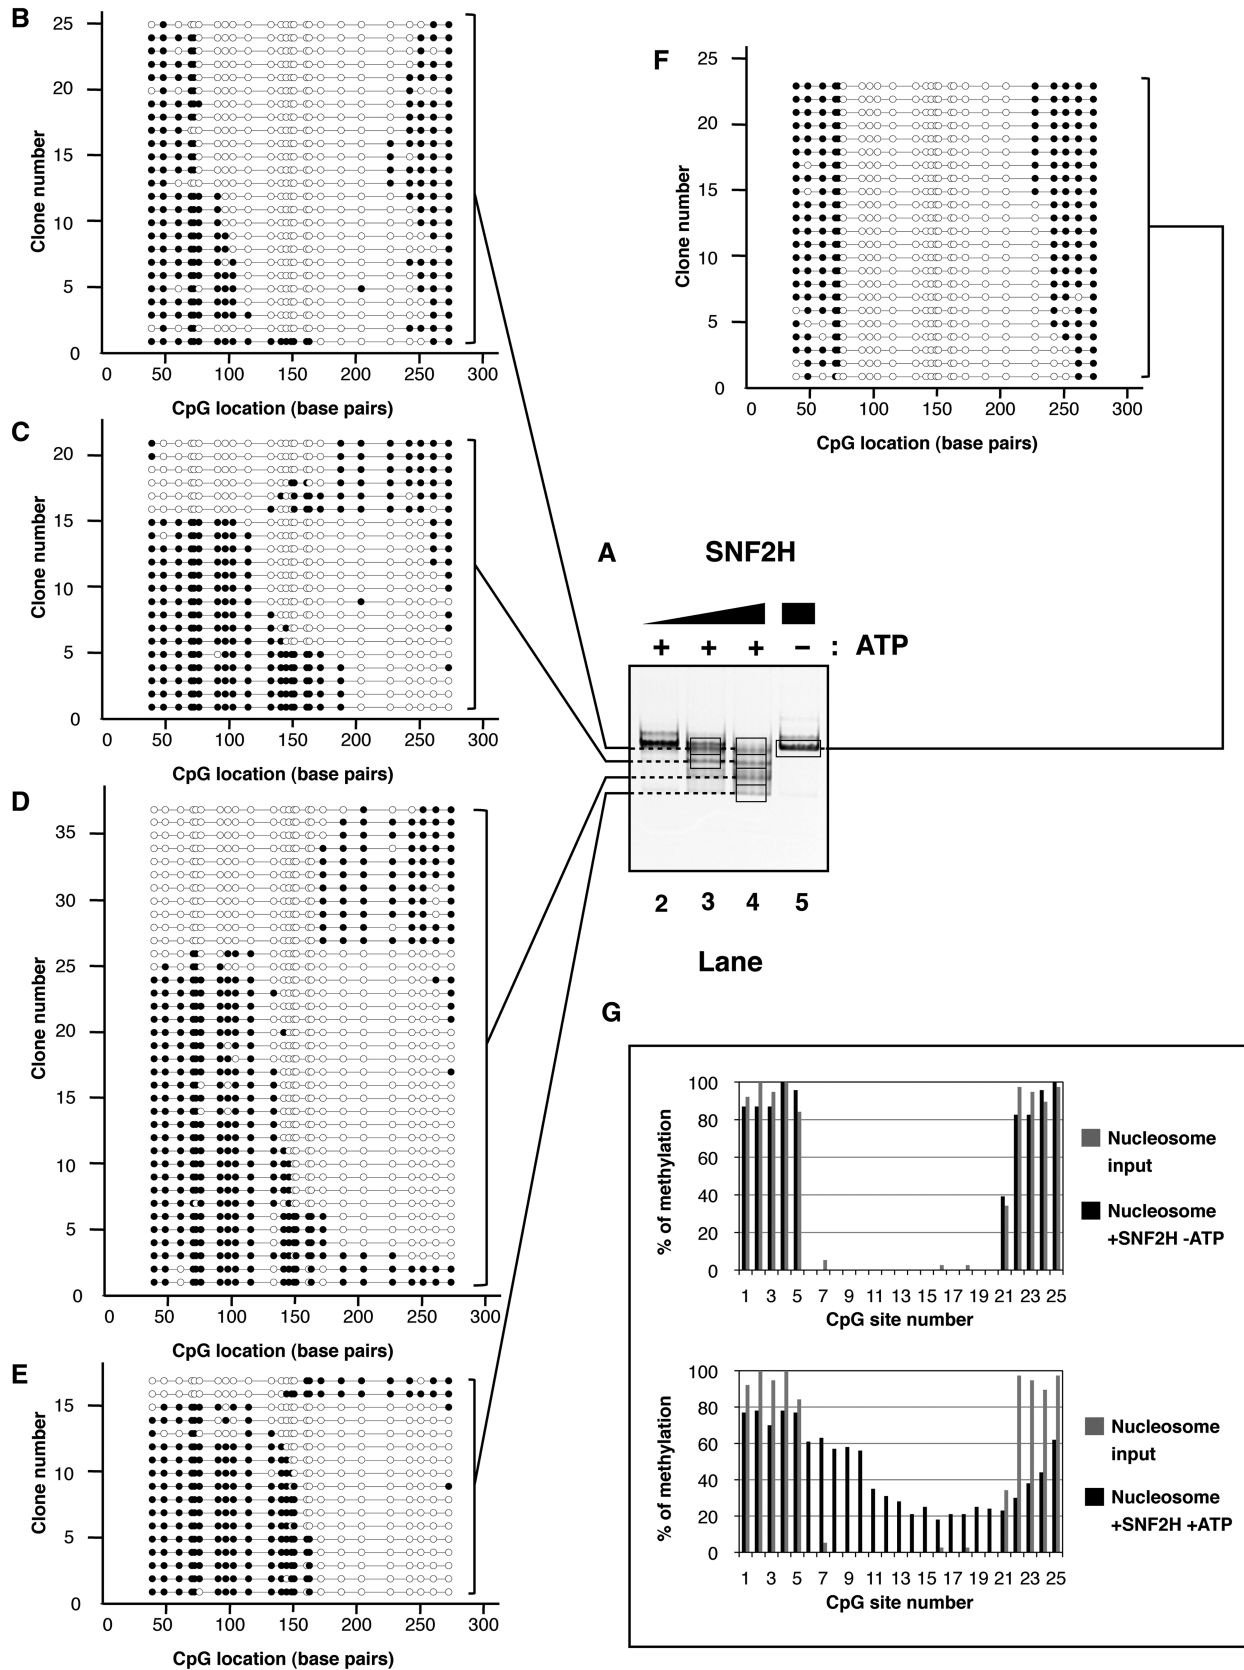 B
25
20
15
10
5
0
Clone number
50
100
150
200
250
300
CpG location (base pairs)
C
20
15
10
5
0
Clone number
0
50
100
150
200
250
300
CpG location (base pairs)
D
35
30
25
20
15
10
5
0
Clone number
0
50
100
150
200
250
300
CpG location (base pairs)
E
15
10
5
0
Clone number
0
50
100
150
200
250
300
CpG location (base pairs)
F
25
20
15
10
5
0
Clone number
0
50
100
150
200
250
300
CpG location (base pairs)
A
SNF2H
+ + + − : ATP
2 3 4 5
Lane
G
100
80
60
40
20
0
% of methylation
1 3 5 7 9 11 13 15 17 19 21 23 25
CpG site number
Nucleosome
input
Nucleosome
+SNF2H -ATP
100
80
60
40
20
0
% of methylation
1 3 5 7 9 11 13 15 17 19 21 23 25
CpG site number
Nucleosome
input
Nucleosome
+SNF2H +ATP